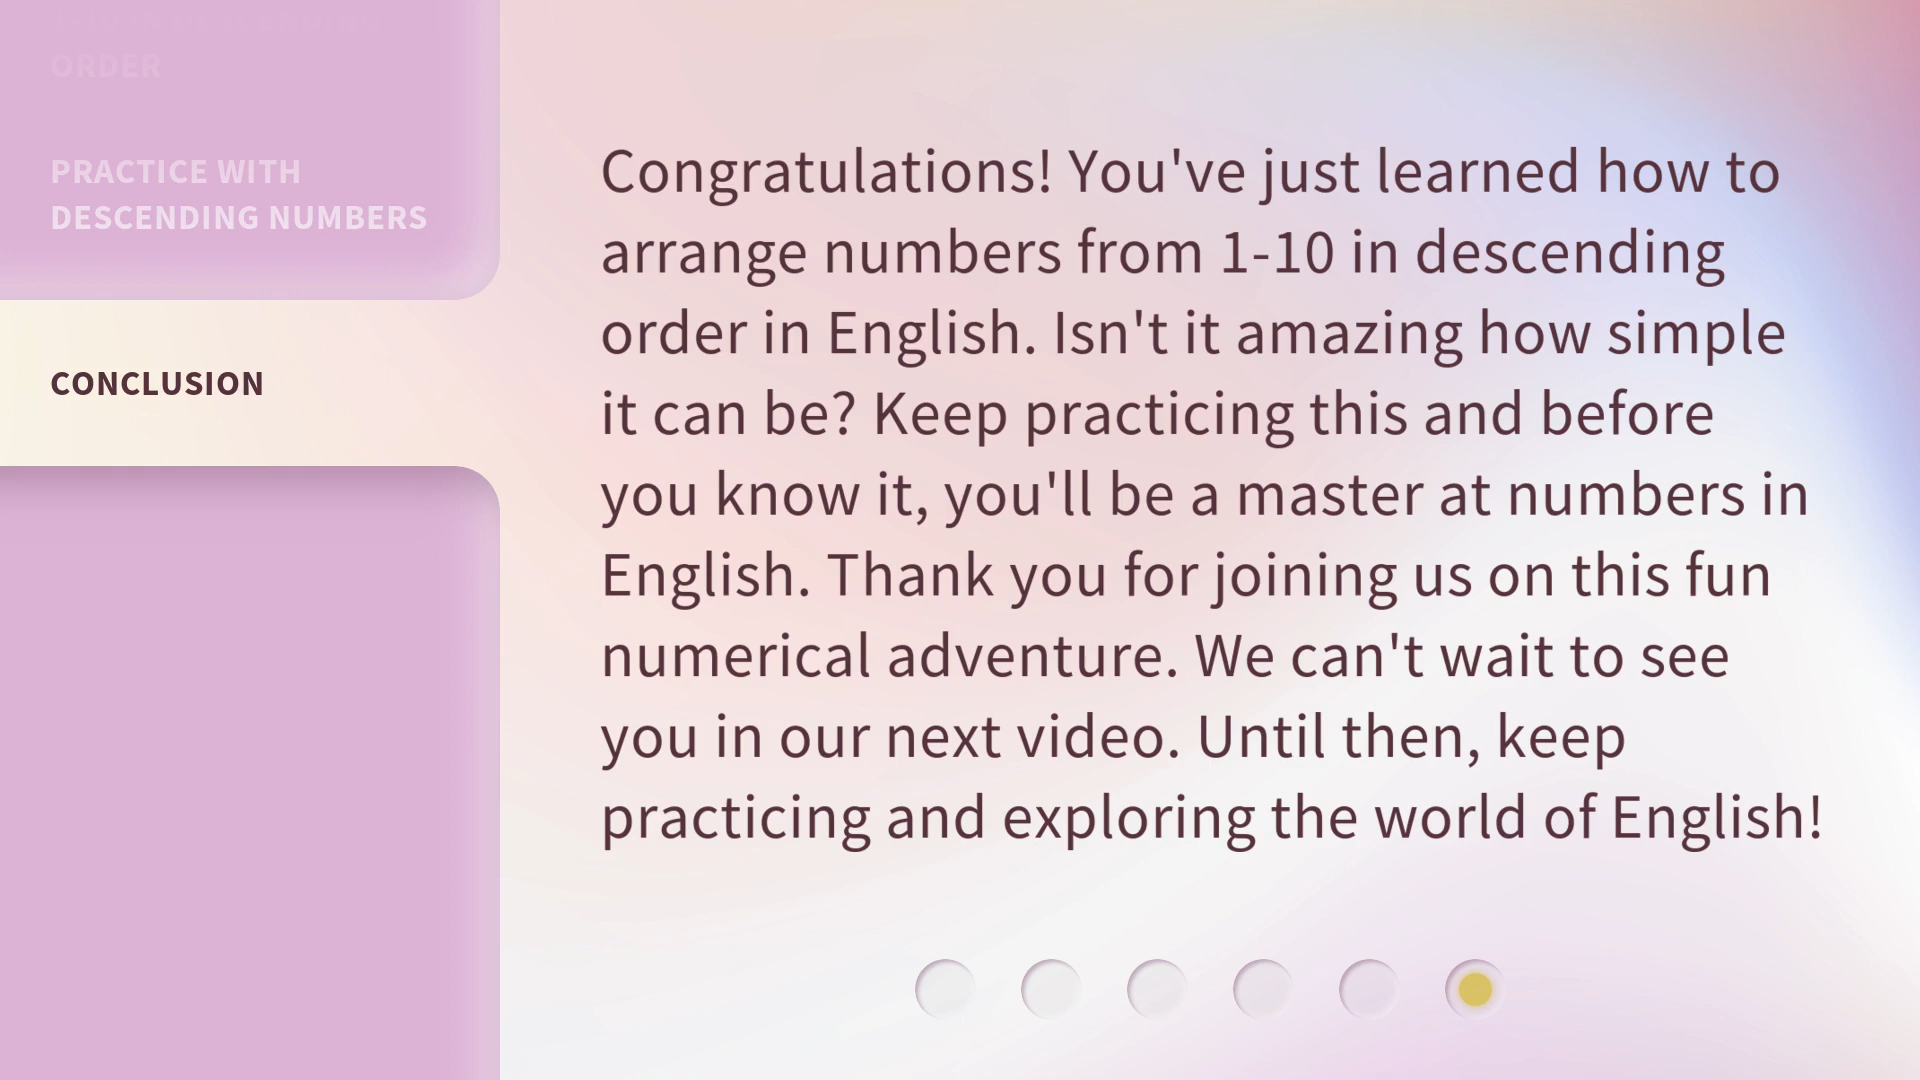 ORDER
PRACTICE WITH
DESCENDING NUMBERS
CONCLUSION
Congratulations! You've just learned how to
arrange numbers from 1-10 in descending
order in English. Isn't it amazing how simple
it can be? Keep practicing this and before
you know it, you'll be a master at numbers in
English. Thank you for joining us on this fun
numerical adventure. We can't wait to see
you in our next video. Until then, keep
practicing and exploring the world of English!